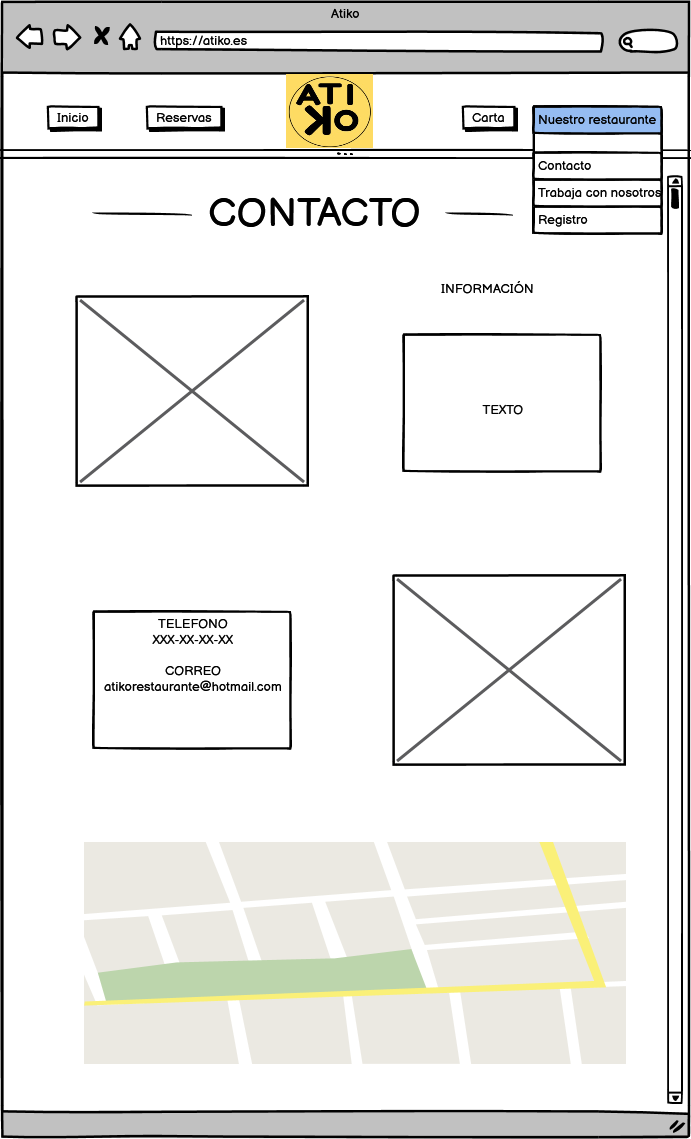 Atiko
https://atiko.es
Inicio
Reservas
ATI
KO
Carta
Nuestro restaurante
Contacto
Trabaja con nosotros
Registro
CONTACTO
INFORMACIÓN
TEXTO
TELEFONO
XXX-XX-XX-XX
CORREO
atikorestaurante@hotmail.com